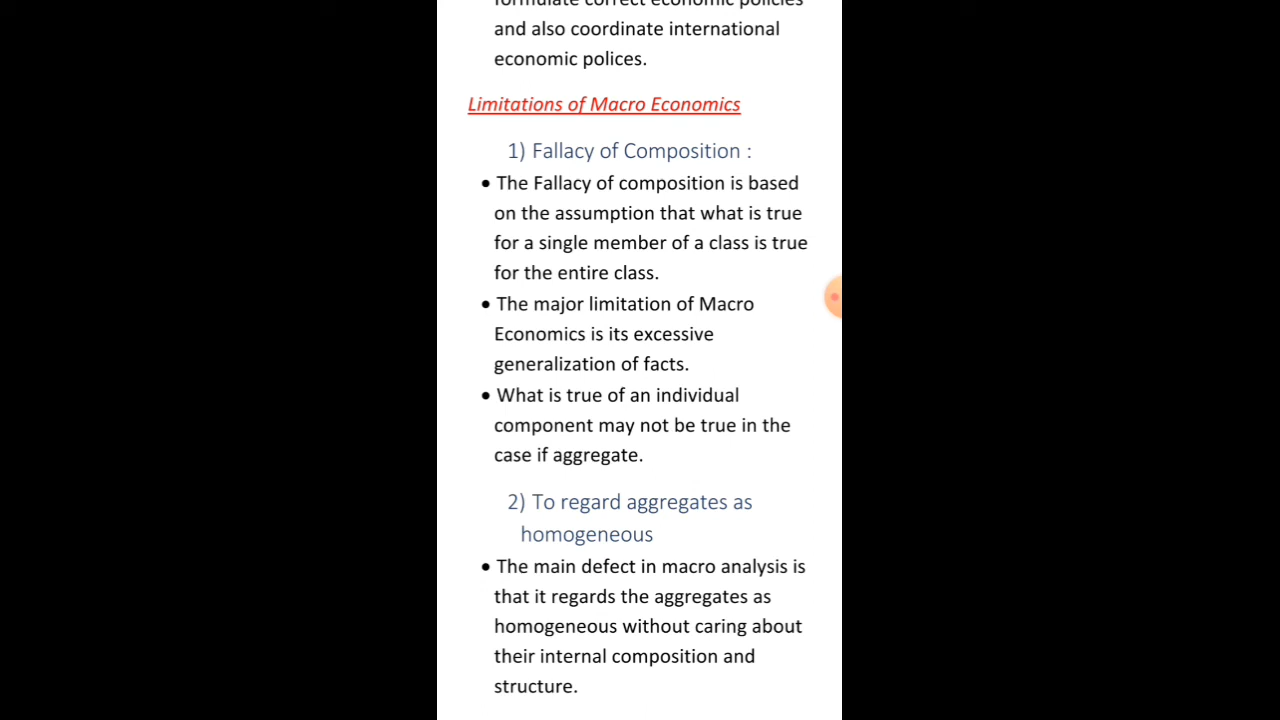 formulate correct economic policies
and also coordinate international
economic polices.
Limitations of Macro Economics
1) Fallacy of Composition :
• The Fallacy of composition is based
on the assumption that what is true
for a single member of a class is true
for the entire class.
• The major limitation of Macro
Economics is its excessive
generalization of facts.
• What is true of an individual
component may not be true in the
case if aggregate.
2) To regard aggregates as
homogeneous
• The main defect in macro analysis is
that it regards the aggregates as
homogeneous without caring about
their internal composition and
structure.